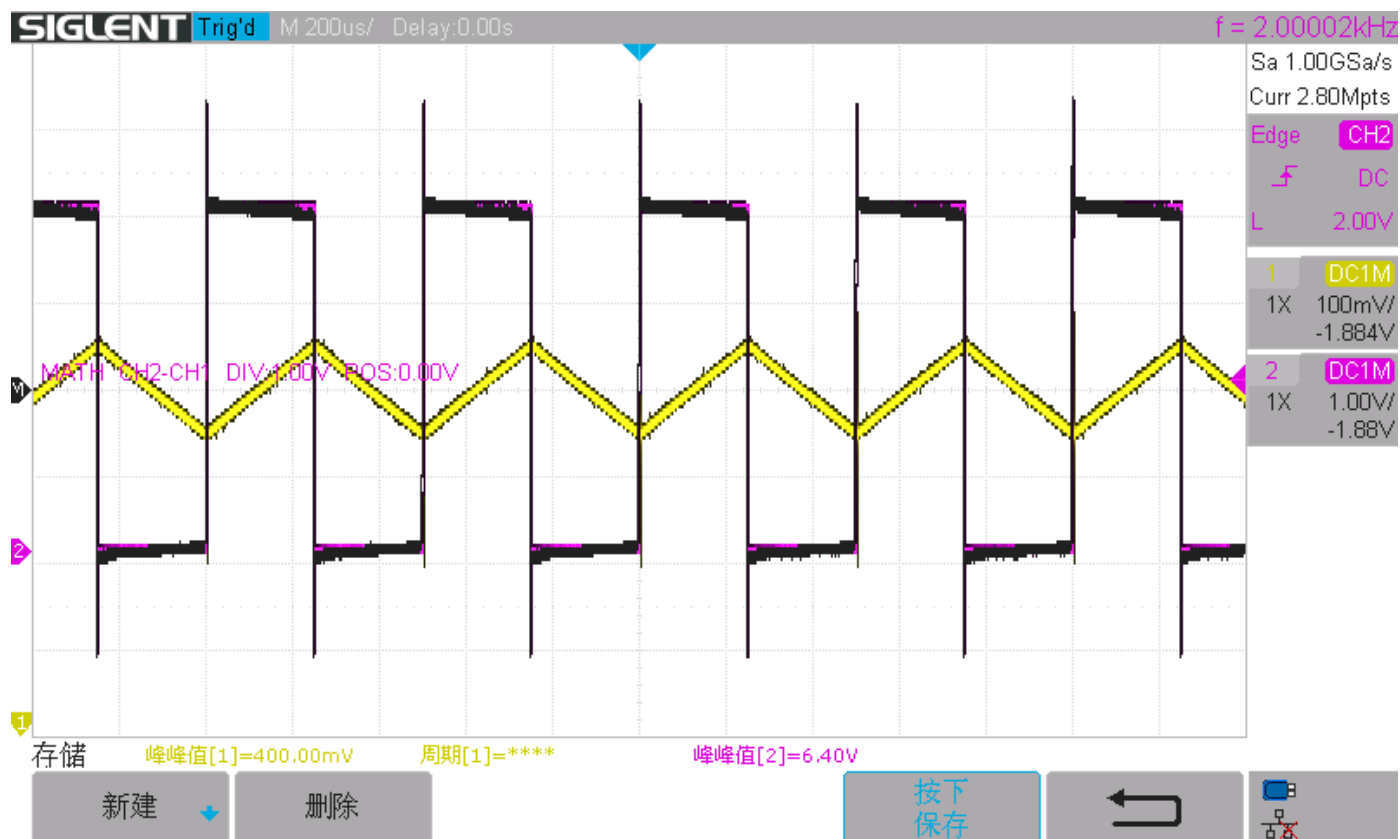 SIGLENT Trig'd M 200us/ Delay:0.00s f = 2.00002kHz
Sa 1.00GSa/s
Curr 2.80Mpts
Edge CH2
DC
L 2.00V
1 DC1M
1X 100mV/
-1.884V
2 DC1M
1X 1.00V/
-1.88V
M
MATH CH2-CH1 DIV:1.00V POS:0.00V
2
1
存储 峰峰值[1]=400.00mV 周期[1]=**** 峰峰值[2]=6.40V
新建 删除 按下
保存